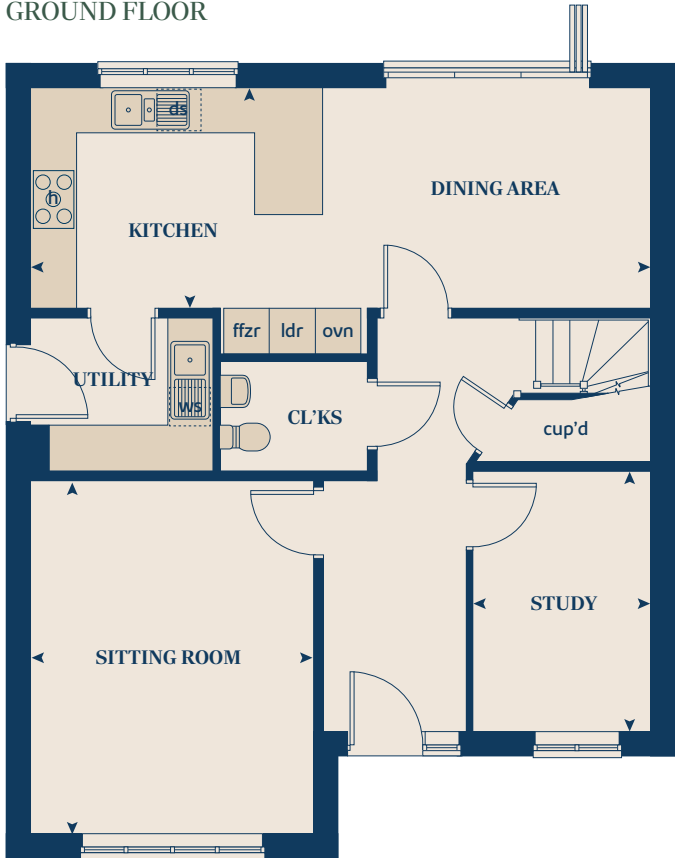 GROUND FLOOR
ds
h
KITCHEN
DINING AREA
ffzr
ldr
ovn
UTILITY
ws
CL’KS
cup’d
SITTING ROOM
STUDY